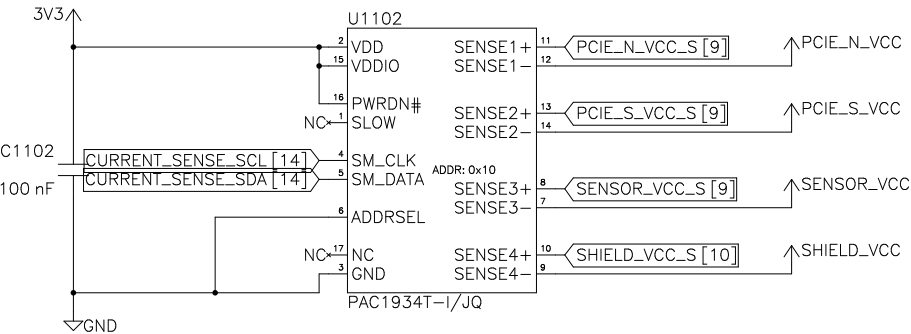 3V3
U1102
2 VDD SENSE1+ 11 PCIE_N_VCC_S [9] PCIE_N_VCC
15 VDDIO SENSE1- 12
16 PWRDN# SENSE2+ 13 PCIE_S_VCC_S [9] PCIE_S_VCC
NC 1 SLOW SENSE2- 14
C1102
CURRENT_SENSE_SCL [14] 4 SM_CLK
ADDR: 0x10
100 nF
CURRENT_SENSE_SDA [14] 5 SM_DATA SENSE3+ 8 SENSOR_VCC_S [9] SENSOR_VCC
SENSE3- 7
6 ADDRSEL
NC 17 NC SENSE4+ 10 SHIELD_VCC_S [10] SHIELD_VCC
3 GND SENSE4- 9
PAC1934T-I/JQ
GND